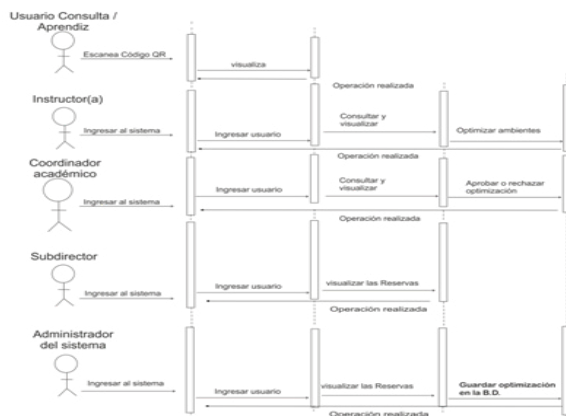 Usuario Consulta /
Aprendiz
Escanea Código QR
visualiza
Operación realizada
Instructor(a)
Ingresar al sistema
Ingresar usuario
Consultar y
visualizar
Optimizar ambientes
Operación realizada
Coordinador
académico
Ingresar al sistema
Ingresar usuario
Consultar y
visualizar
Aprobar o rechazar
optimización
Operación realizada
Subdirector
Ingresar al sistema
Ingresar usuario
visualizar las Reservas
Operación realizada
Administrador
del sistema
Ingresar al sistema
Ingresar usuario
visualizar las Reservas
Guardar optimización
en la B.D.
Operación realizada